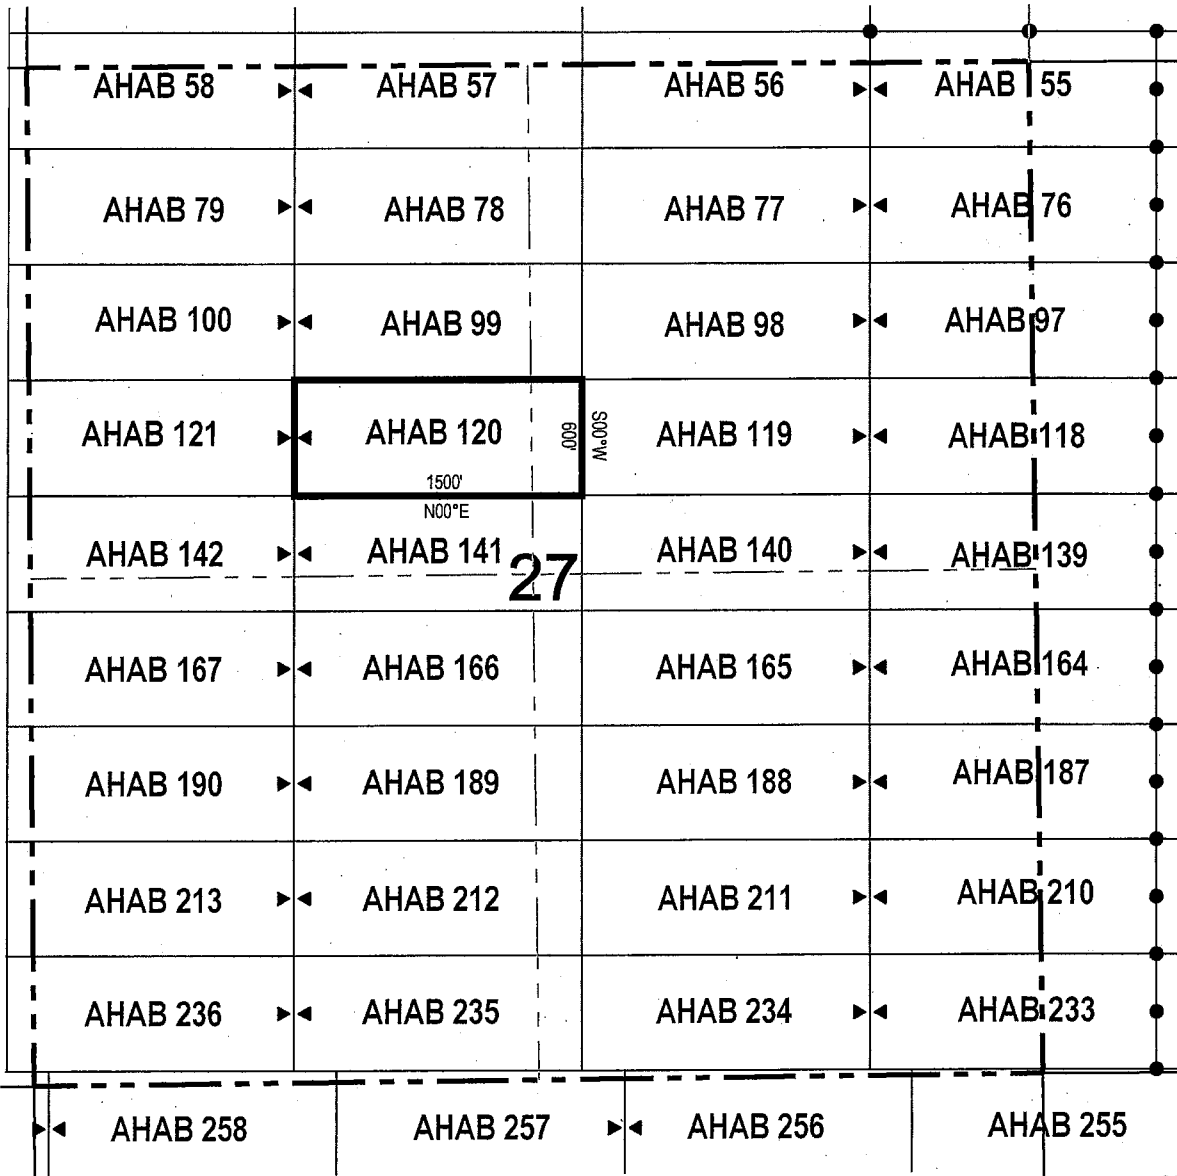 AHAB 58 AHAB 57 AHAB 56 AHAB 55
AHAB 79 AHAB 78 AHAB 77 AHAB 76
AHAB 100 AHAB 99 AHAB 98 AHAB 97
AHAB 121 AHAB 120 600' S00°W AHAB 119 AHAB 118
1500'
N00°E
AHAB 142 AHAB 141 AHAB 140 AHAB 139
27
AHAB 167 AHAB 166 AHAB 165 AHAB 164
AHAB 190 AHAB 189 AHAB 188 AHAB 187
AHAB 213 AHAB 212 AHAB 211 AHAB 210
AHAB 236 AHAB 235 AHAB 234 AHAB 233
AHAB 258 AHAB 257 AHAB 256 AHAB 255